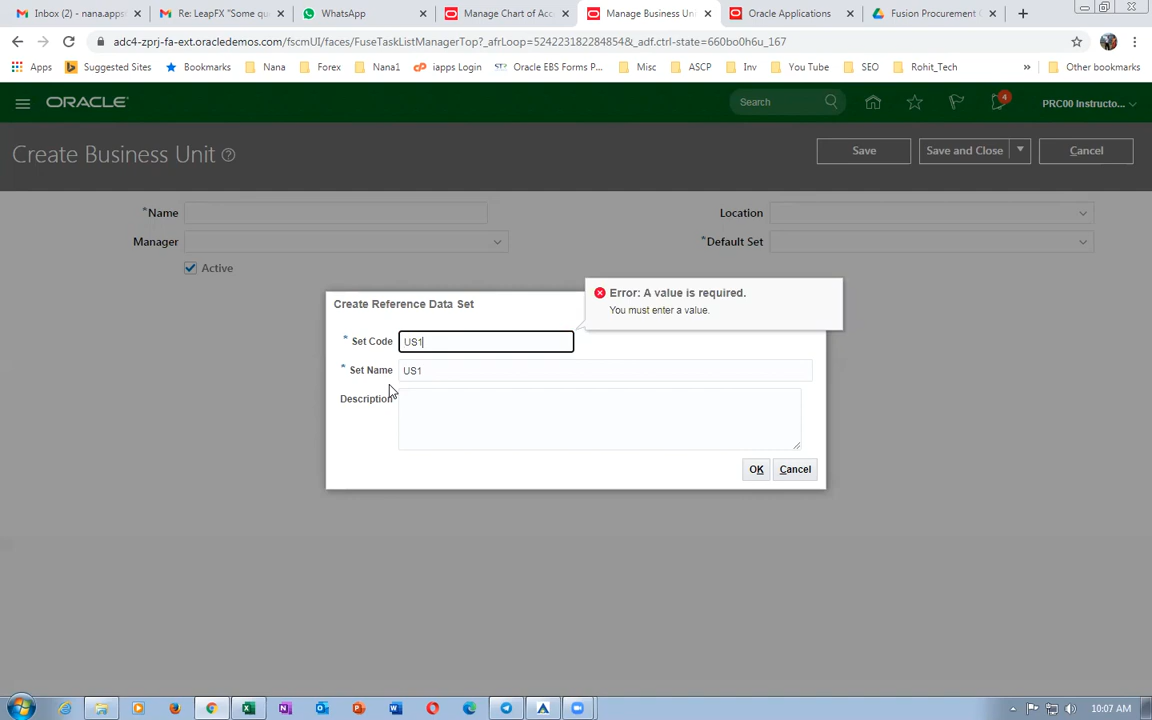 Inbox (2) - nana.apps
Re: LeapFX "Some qu
WhatsApp
Manage Chart of Acc
Manage Business Uni
Oracle Applications
Fusion Procurement
adc4-zprj-fa-ext.oracledemos.com/fscmUI/faces/FuseTaskListManagerTop?_afrLoop=5242231822848548&_adf.ctrl-state=660bo0h6u_167
Apps
Suggested Sites
Bookmarks
Nana
Forex
Nana1
iapps Login
Oracle EBS Forms P...
Misc
ASCP
Inv
You Tube
SEO
Rohit_Tech
»
Other bookmarks
ORACLE
Search
4
PRC00 Instructo...
Create Business Unit ?
Save
Save and Close
Cancel
*Name
Location
Manager
*Default Set
Active
Create Reference Data Set
Error: A value is required.
You must enter a value.
* Set Code US1
* Set Name US1
Description
OK
Cancel
10:07 AM